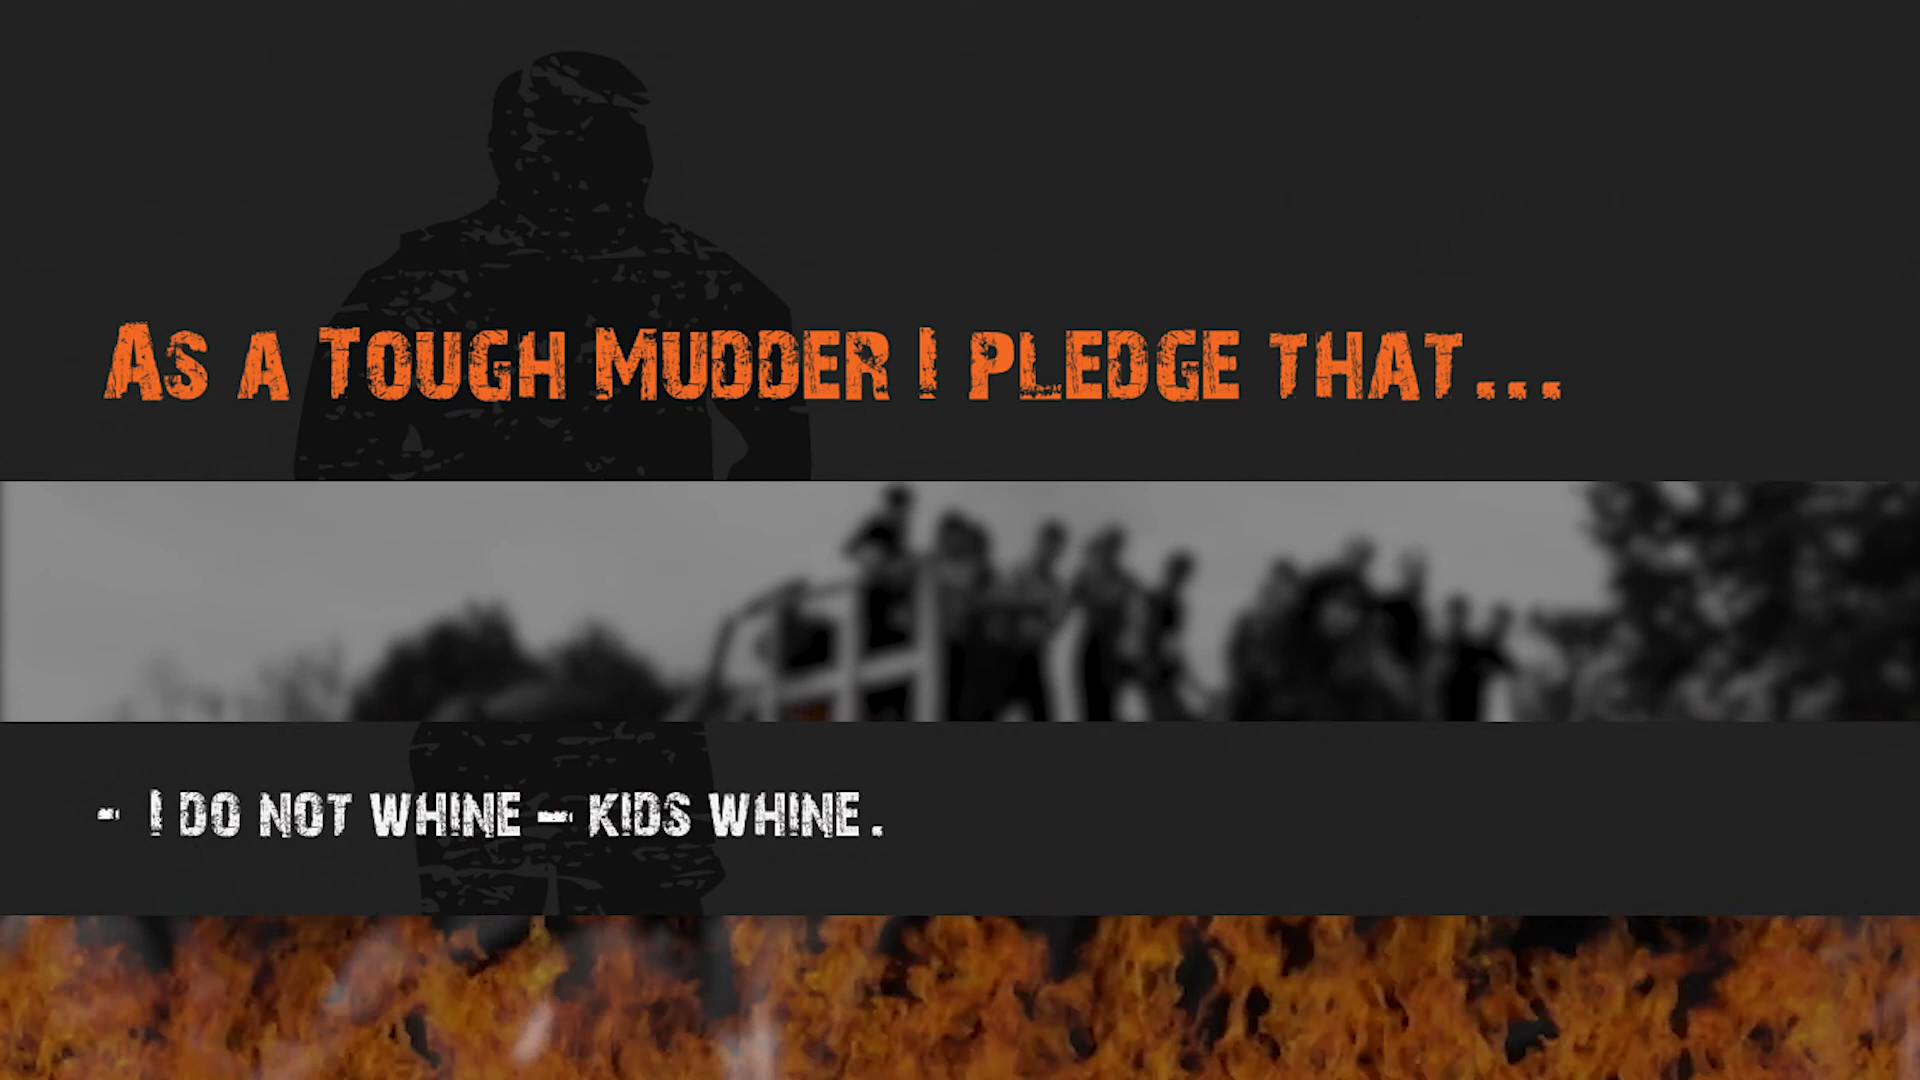 As a Tough Mudder I pledge that...
- I do not whine – kids whine.